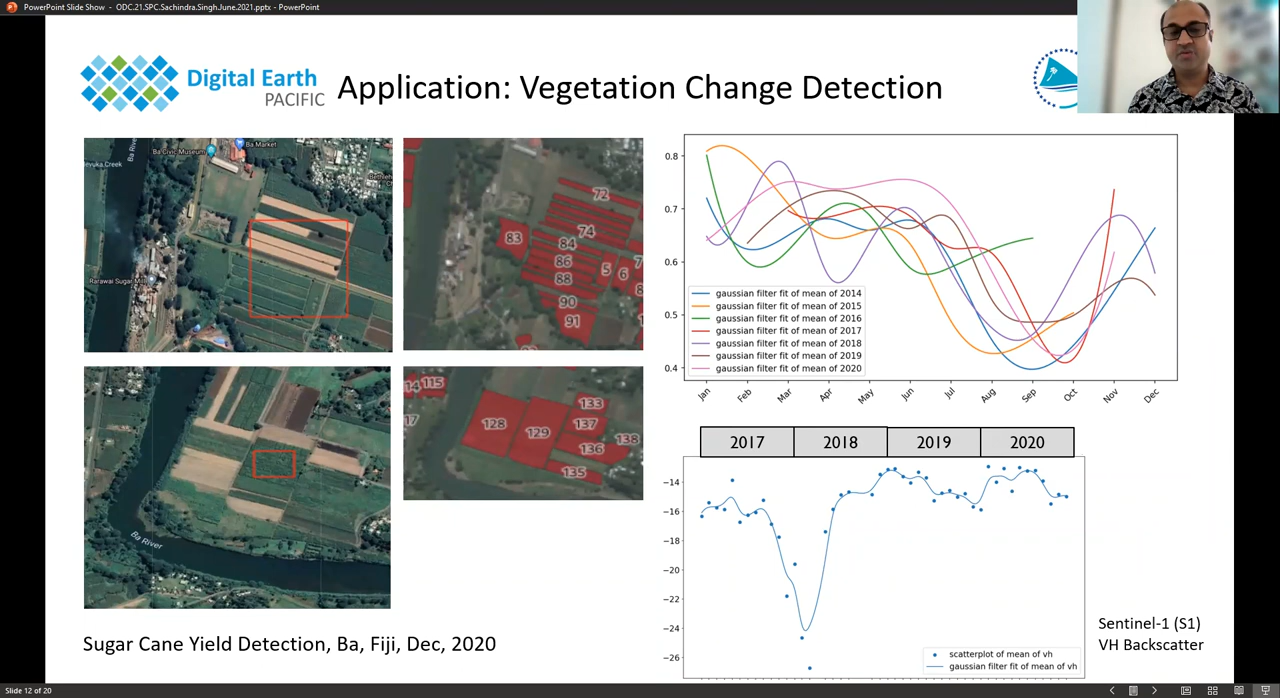 PowerPoint Slide Show - ODC.21.SPC.Sachindra.Singh.June.2021.pptx - PowerPoint
Digital Earth
PACIFIC
Application: Vegetation Change Detection
Ba Civic Museum
Ba Market
Ba River
Rarawai Sugar Mill
72
83
74
84
86
88
5
6
90
91
0.8
0.7
0.6
0.5
0.4
gaussian filter fit of mean of 2014
gaussian filter fit of mean of 2015
gaussian filter fit of mean of 2016
gaussian filter fit of mean of 2017
gaussian filter fit of mean of 2018
gaussian filter fit of mean of 2019
gaussian filter fit of mean of 2020
Jan Feb Mar Apr May Jun Jul Aug Sep Oct Nov Dec
Ba River
115
17
128
129
133
137
138
136
135
2017 2018 2019 2020
-14
-16
-18
-20
-22
-24
-26
scatterplot of mean of vh
gaussian filter fit of mean of vh
Sentinel-1 (S1)
VH Backscatter
Sugar Cane Yield Detection, Ba, Fiji, Dec, 2020
Slide 12 of 20